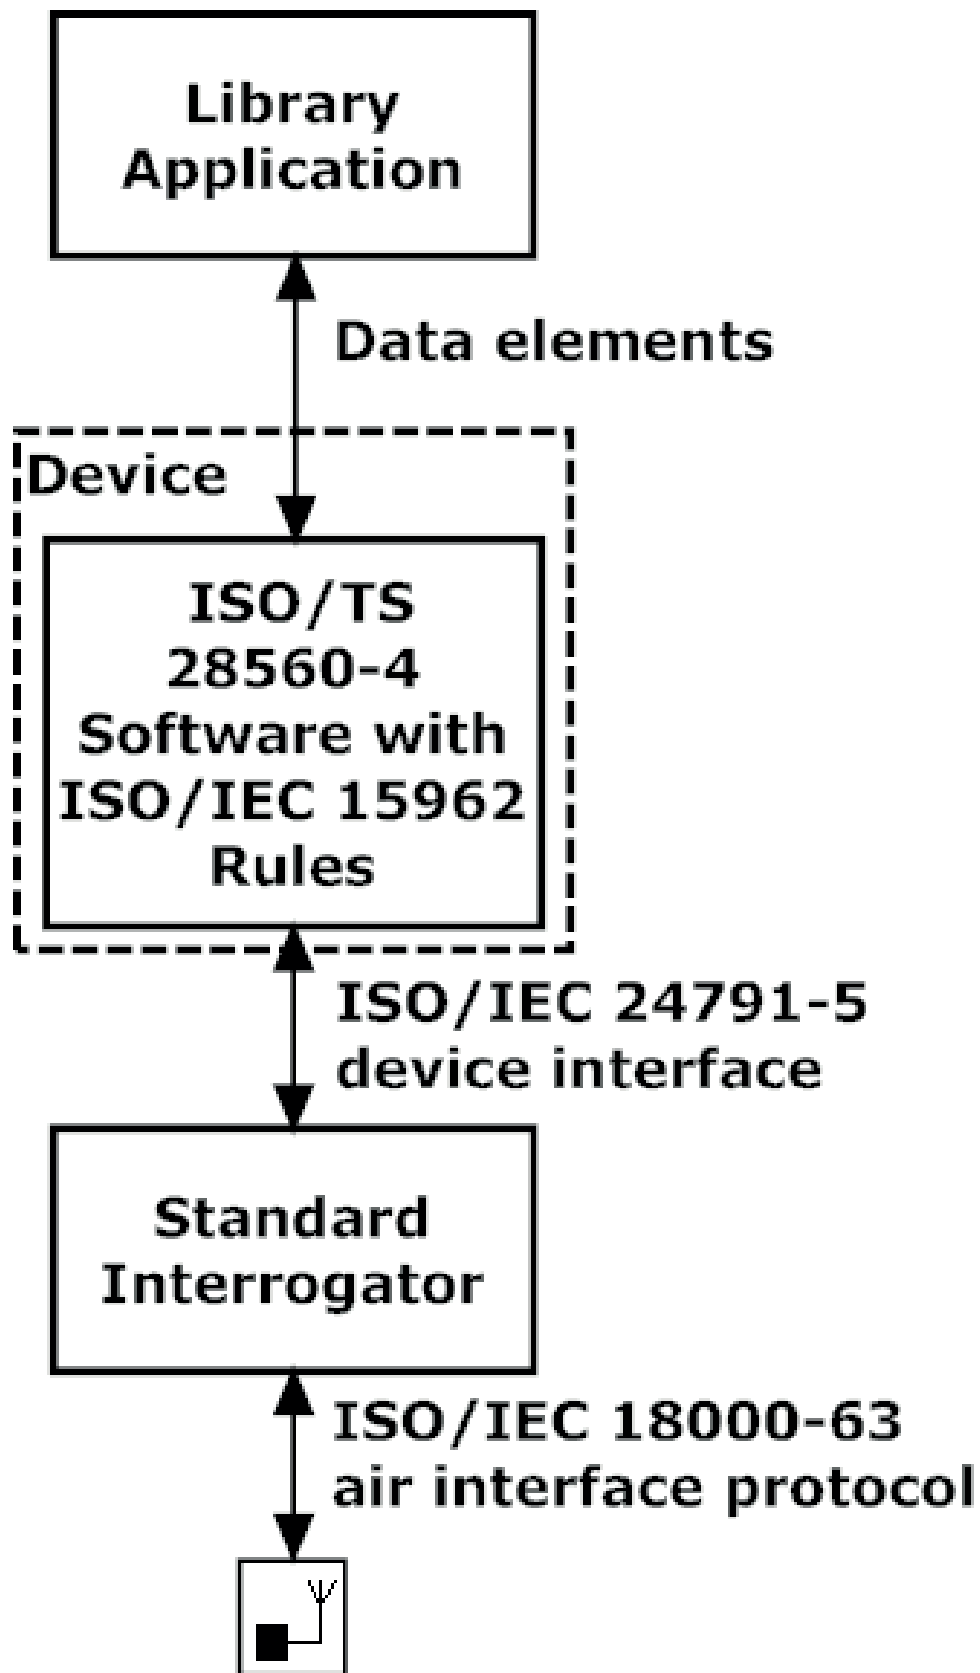 Library
Application
Data elements
Device
ISO/TS
28560-4
Software with
ISO/IEC 15962
Rules
ISO/IEC 24791-5
device interface
Standard
Interrogator
ISO/IEC 18000-63
air interface protocol